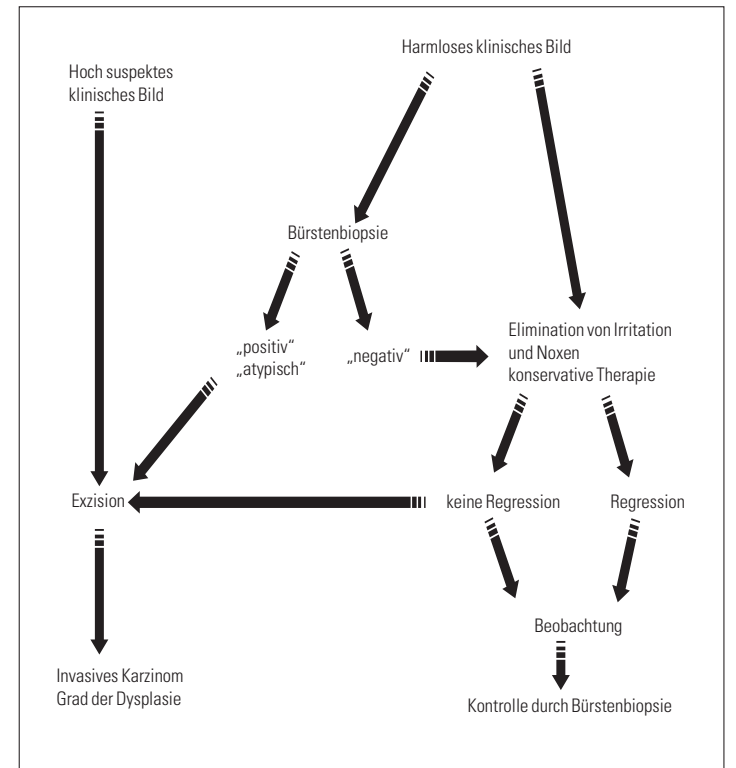 Harmloses klinisches Bild
Hoch suspektes
klinisches Bild
Bürstenbiopsie
„positiv“
„atypisch“
„negativ“
Elimination von Irritation
und Noxen
konservative Therapie
Exzision
keine Regression
Regression
Beobachtung
Invasives Karzinom
Grad der Dysplasie
Kontrolle durch Bürstenbiopsie